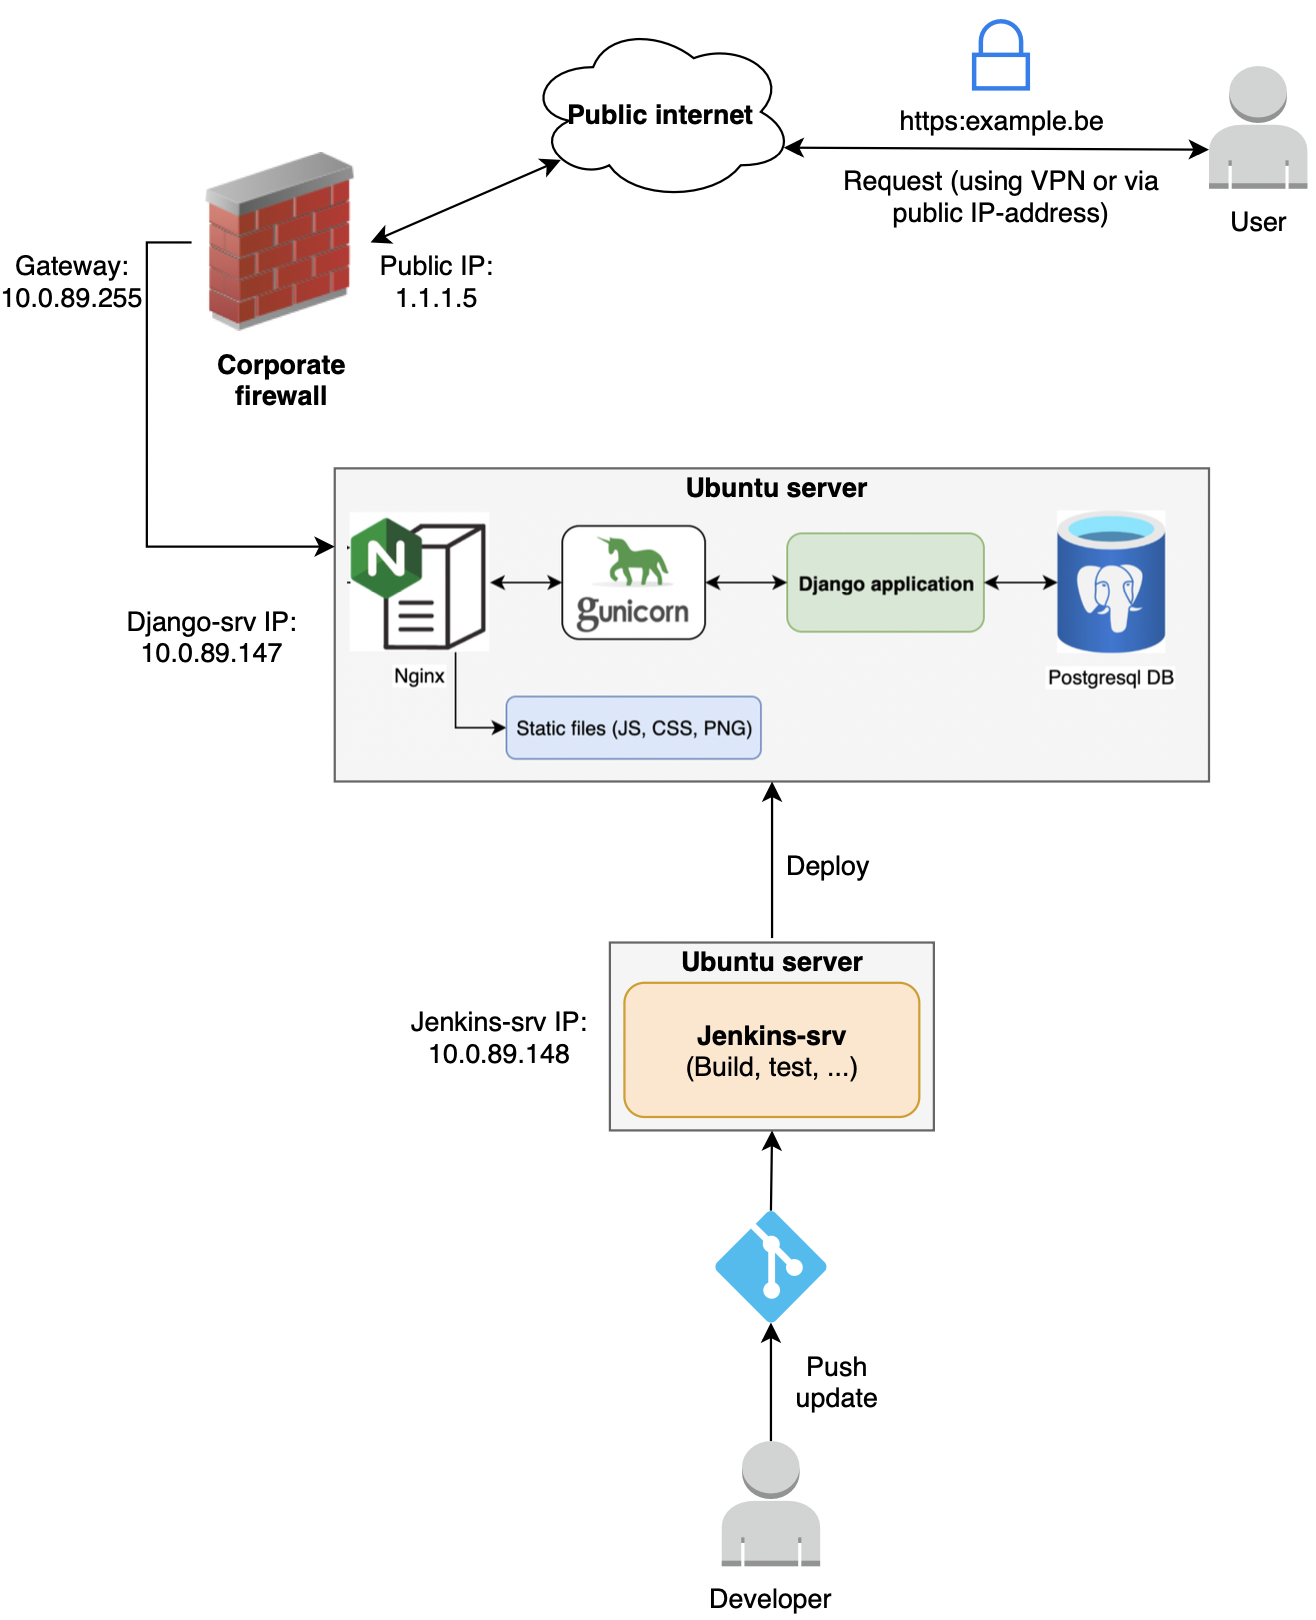 Public internet
https:example.be
Request (using VPN or via
public IP-address)
User
Gateway:
10.0.89.255
Public IP:
1.1.1.5
Corporate
firewall
Ubuntu server
N
gunicorn
Django application
Django-srv IP:
10.0.89.147
Nginx
Postgresql DB
Static files (JS, CSS, PNG)
Deploy
Ubuntu server
Jenkins-srv IP:
10.0.89.148
Jenkins-srv
(Build, test, ...)
Push
update
Developer